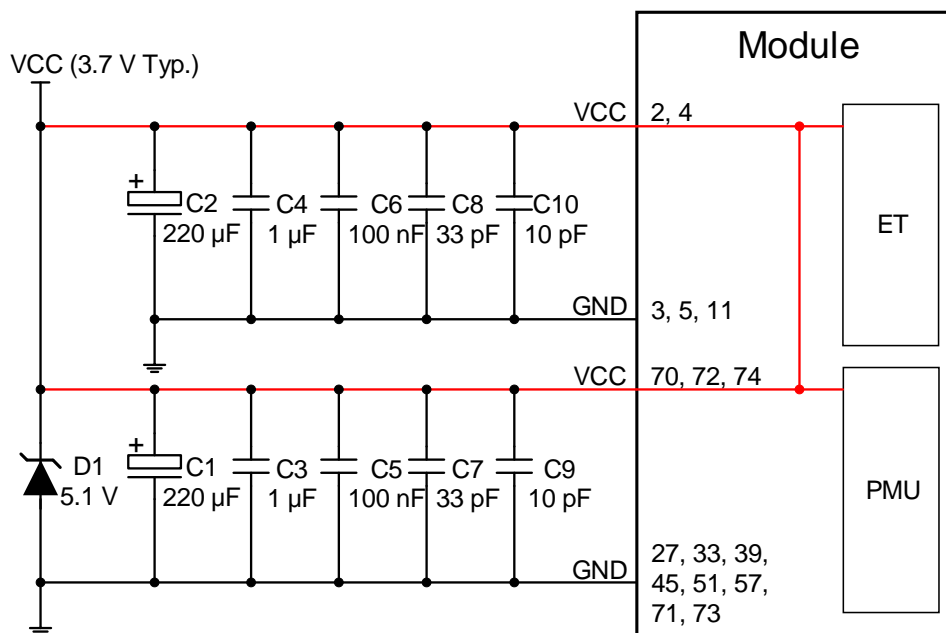 Module
VCC (3.7 V Typ.)
VCC
2, 4
+
C2
220 µF
C4
1 µF
C6
100 nF
C8
33 pF
C10
10 pF
ET
GND
3, 5, 11
VCC
70, 72, 74
D1
5.1 V
+
C1
220 µF
C3
1 µF
C5
100 nF
C7
33 pF
C9
10 pF
PMU
GND
27, 33, 39,
45, 51, 57,
71, 73